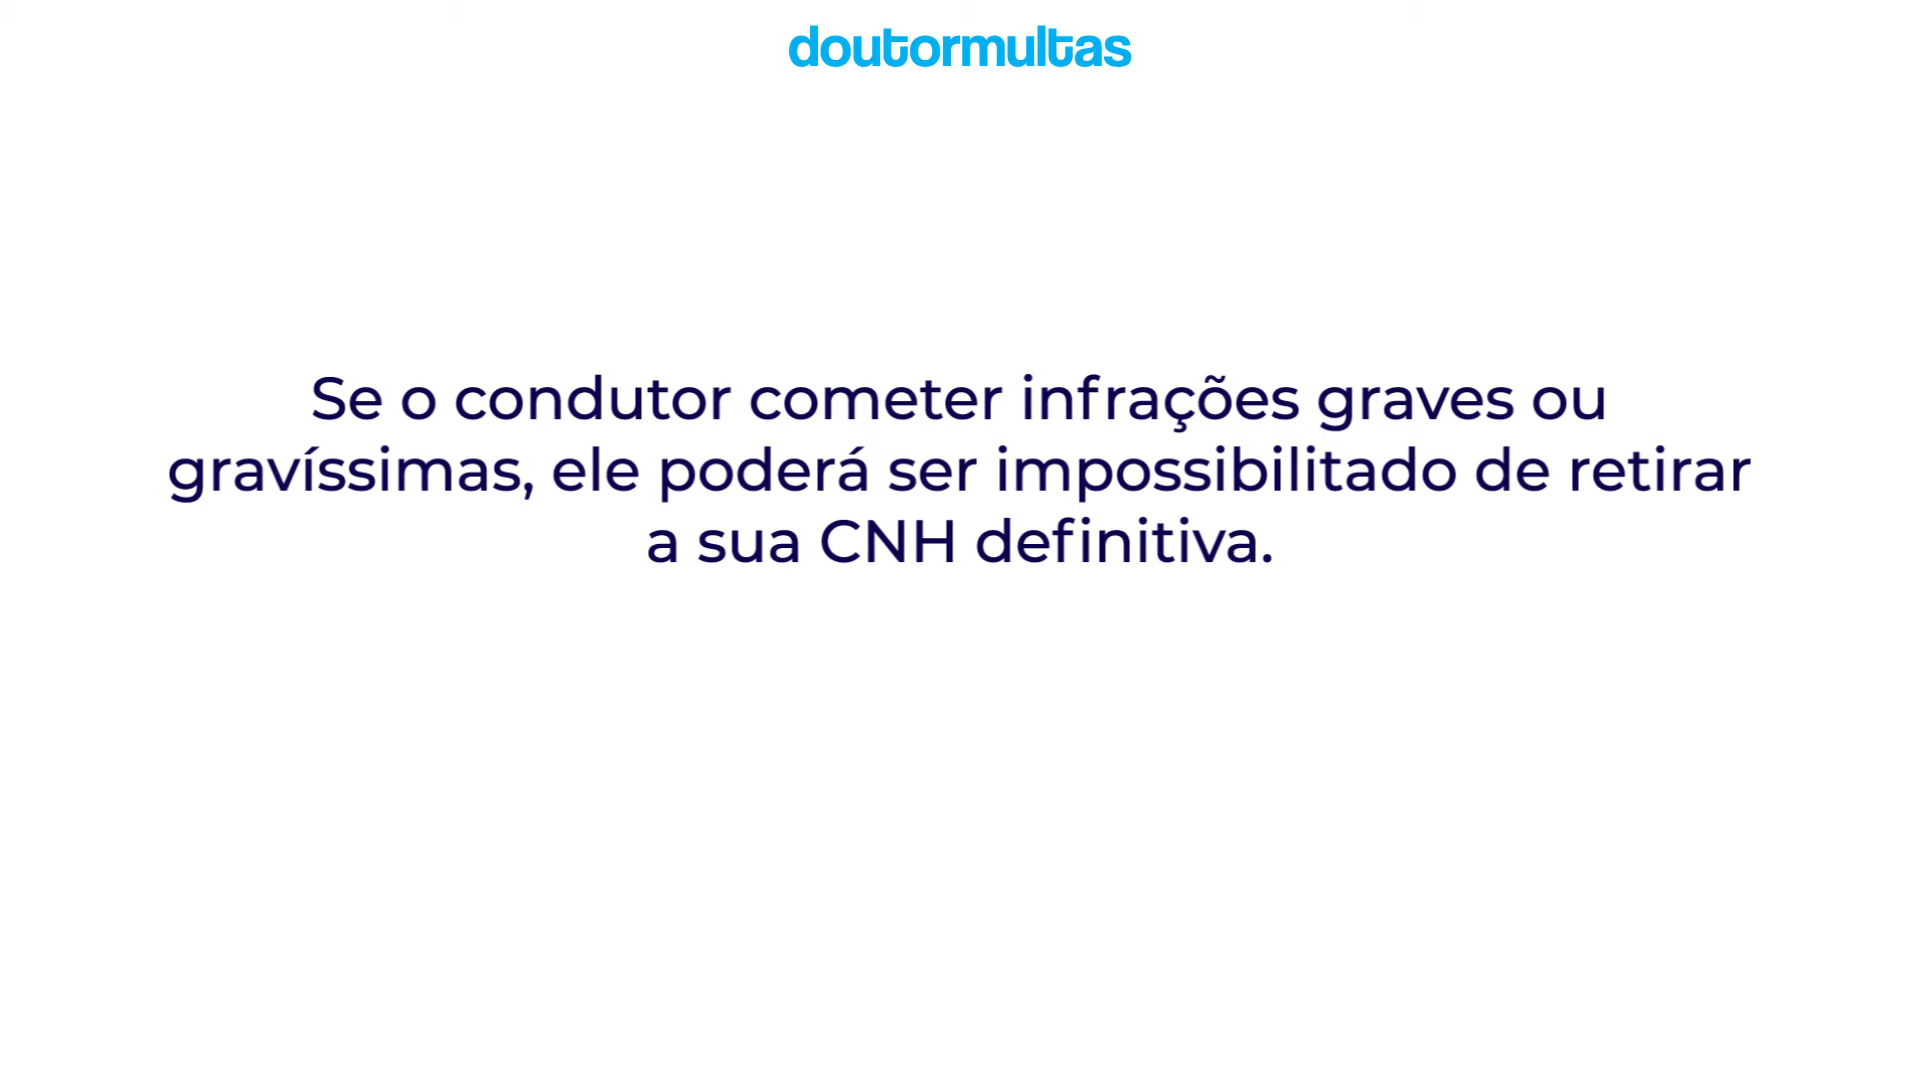 doutormultas
Se o condutor cometer infrações graves ou
gravíssimas, ele poderá ser impossibilitado de retirar
a sua CNH definitiva.